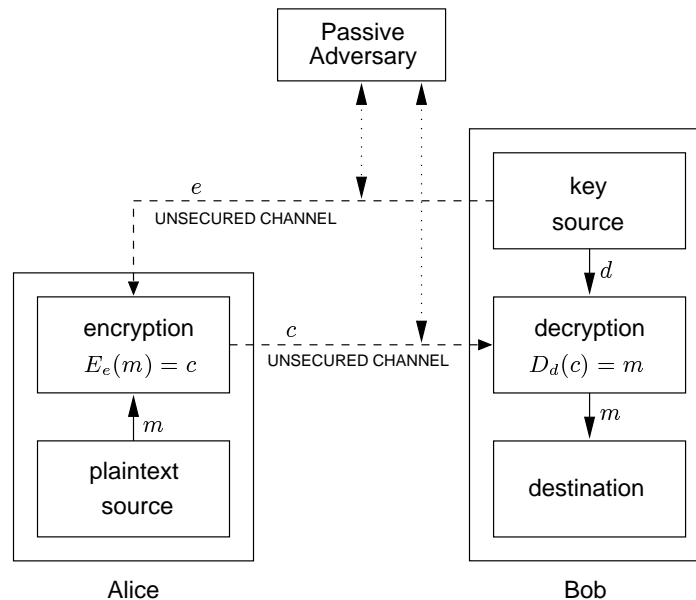 Passive
Adversary
e
UNSECURED CHANNEL
key
source
d
encryption
E_e(m) = c
c
UNSECURED CHANNEL
decryption
D_d(c) = m
m
m
plaintext
source
destination
Alice
Bob